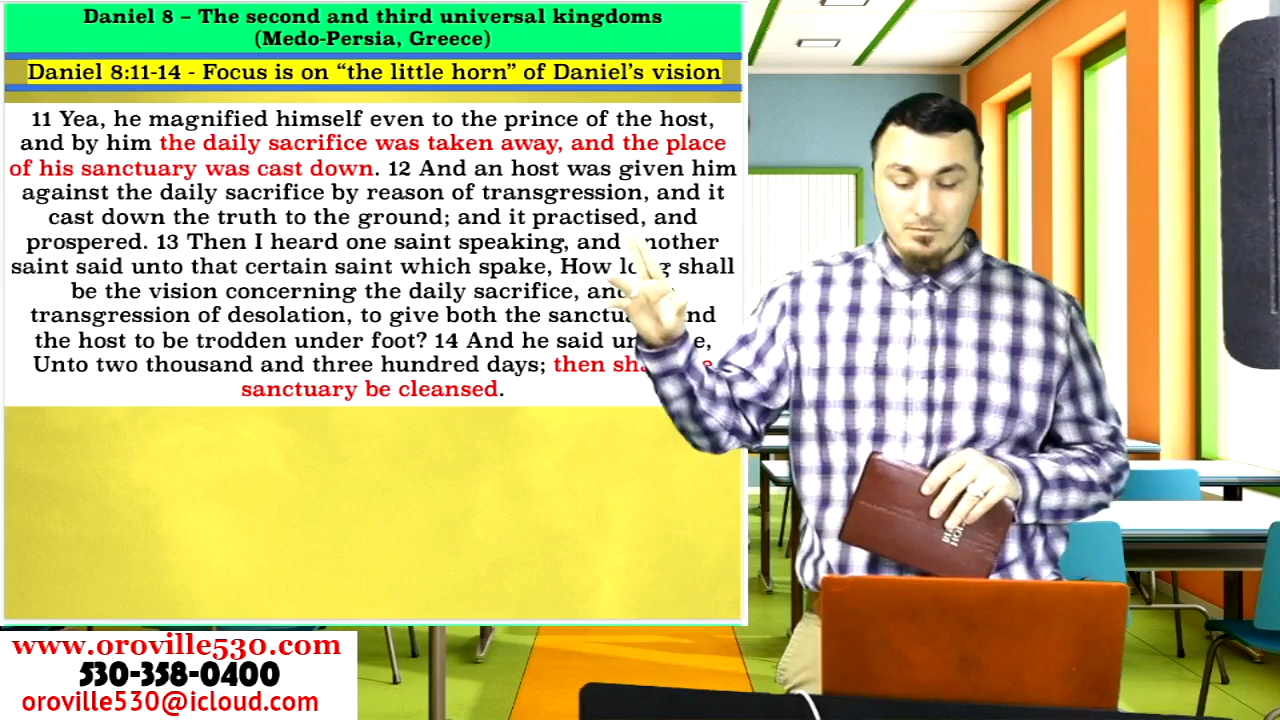 Daniel 8 – The second and third universal kingdoms
(Medo-Persia, Greece)
Daniel 8:11-14 - Focus is on “the little horn” of Daniel’s vision
11 Yea, he magnified himself even to the prince of the host,
and by him the daily sacrifice was taken away, and the place
of his sanctuary was cast down. 12 And an host was given him
against the daily sacrifice by reason of transgression, and it
cast down the truth to the ground; and it practised, and
prospered. 13 Then I heard one saint speaking, and another
saint said unto that certain saint which spake, How long shall
be the vision concerning the daily sacrifice, and
transgression of desolation, to give both the sanctuary and
the host to be trodden under foot? 14 And he said
Unto two thousand and three hundred days; then
sanctuary be cleansed.
www.oroville530.com
530-358-0400
oroville530@icloud.com